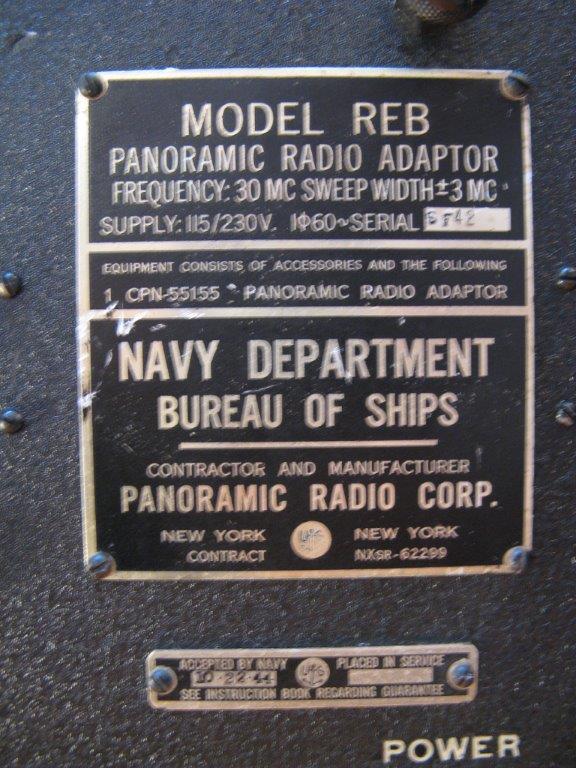 MODEL REB
PANORAMIC RADIO ADAPTOR
FREQUENCY: 30 MC SWEEP WIDTH ±3 MC
SUPPLY: 115/230V. 1Φ60~SERIAL
EQUIPMENT CONSISTS OF ACCESSORIES AND THE FOLLOWING
1 CPN-55155 PANORAMIC RADIO ADAPTOR
NAVY DEPARTMENT
BUREAU OF SHIPS
CONTRACTOR AND MANUFACTURER
PANORAMIC RADIO CORP.
NEW YORK NEW YORK
CONTRACT NXSR-62299
ACCEPTED BY NAVY PLACED IN SERVICE
10-22-44
SEE INSTRUCTION BOOK REGARDING GUARANTEE
POWER